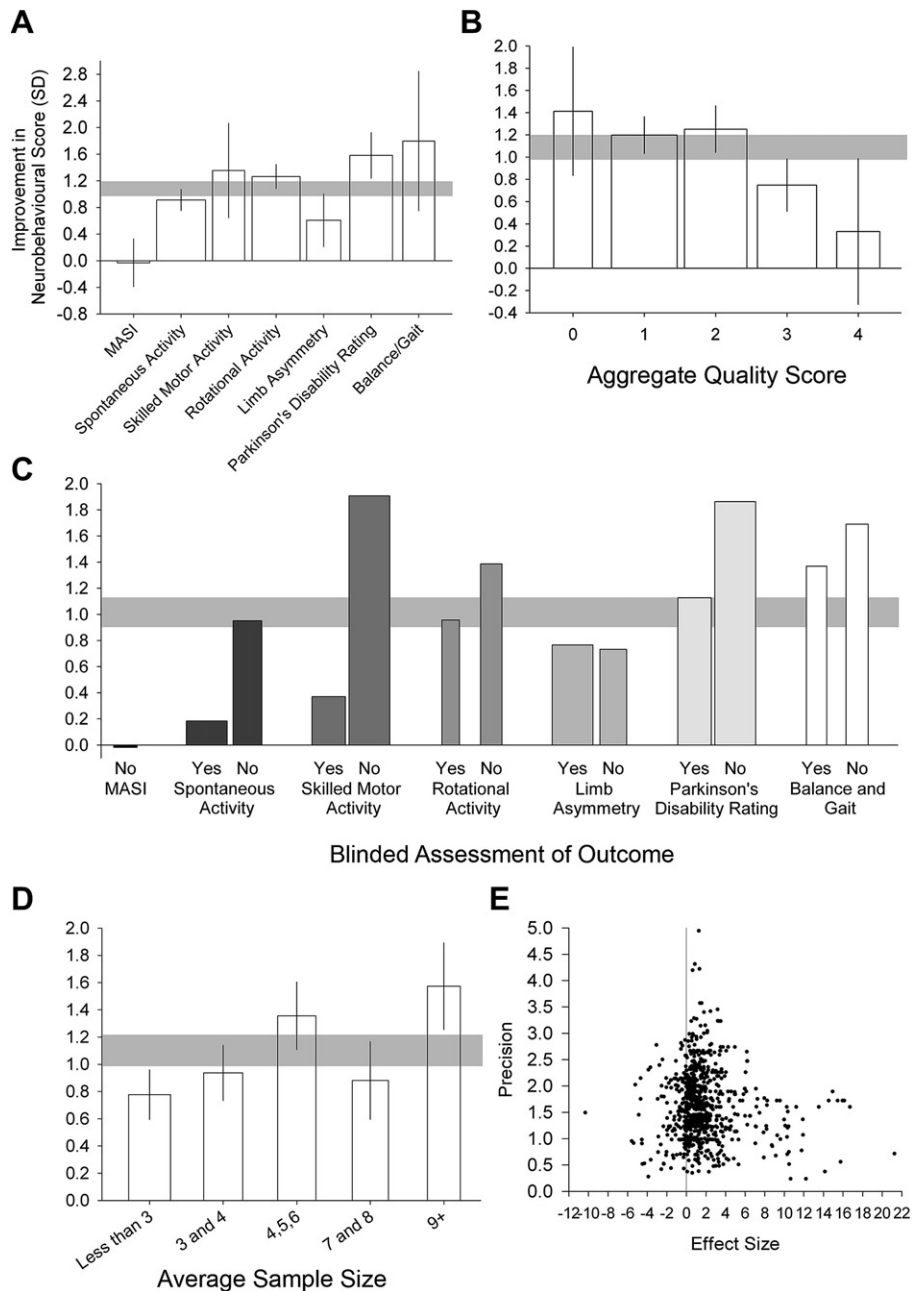 A
Improvement in
Neurobehavioural Score (SD)
2.8
2.4
2.0
1.6
1.2
0.8
0.4
0.0
-0.4
-0.8
MASI
Spontaneous Activity
Skilled Motor Activity
Rotational Activity
Limb Asymmetry
Parkinson's Disability Rating
Balance/Gait
B
2.0
1.8
1.6
1.4
1.2
1.0
0.8
0.6
0.4
0.2
0.0
-0.2
-0.4
0 1 2 3 4
Aggregate Quality Score
C
2.0
1.8
1.6
1.4
1.2
1.0
0.8
0.6
0.4
0.2
0.0
No Yes No Yes No Yes No Yes No Yes No Yes No
MASI Spontaneous Skilled Motor Rotational Limb Parkinson's Balance and
Activity Activity Activity Asymmetry Disability Rating Gait
Blinded Assessment of Outcome
D
2.0
1.8
1.6
1.4
1.2
1.0
0.8
0.6
0.4
0.2
0.0
Less than 3
3 and 4
4,5,6
7 and 8
9+
Average Sample Size
E
Precision
5.0
4.5
4.0
3.5
3.0
2.5
2.0
1.5
1.0
0.5
0.0
-12 -10 -8 -6 -4 -2 0 2 4 6 8 10 12 14 16 18 20 22
Effect Size